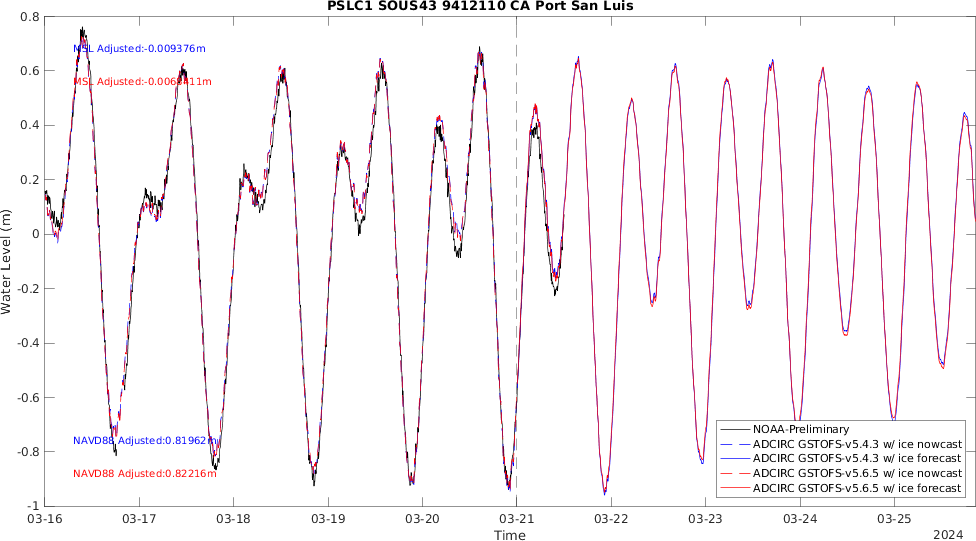 PSLC1 SOUS43 9412110 CA Port San Luis
0.8
0.6
0.4
0.2
0
-0.2
-0.4
-0.6
-0.8
-1
Water Level (m)
MSL Adjusted:-0.009376m
MSL
NAVD88 Adjusted:0.81962m
NAVD88 Adjusted:0.82216m
NOAA-Preliminary
ADCIRC GSTOFS-v5.4.3 w/ ice nowcast
ADCIRC GSTOFS-v5.4.3 w/ ice forecast
ADCIRC GSTOFS-v5.6.5 w/ ice nowcast
ADCIRC GSTOFS-v5.6.5 w/ ice forecast
03-16 03-17 03-18 03-19 03-20 03-21 03-22 03-23 03-24 03-25
Time
2024